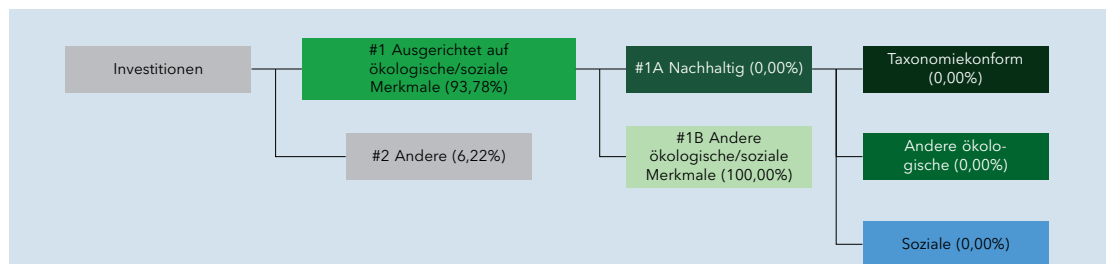 Investitionen
#1 Ausgerichtet auf
ökologische/soziale
Merkmale (93,78%)
#2 Andere (6,22%)
#1A Nachhaltig (0,00%)
#1B Andere
ökologische/soziale
Merkmale (100,00%)
Taxonomiekonform
(0,00%)
Andere ökolo-
gische (0,00%)
Soziale (0,00%)